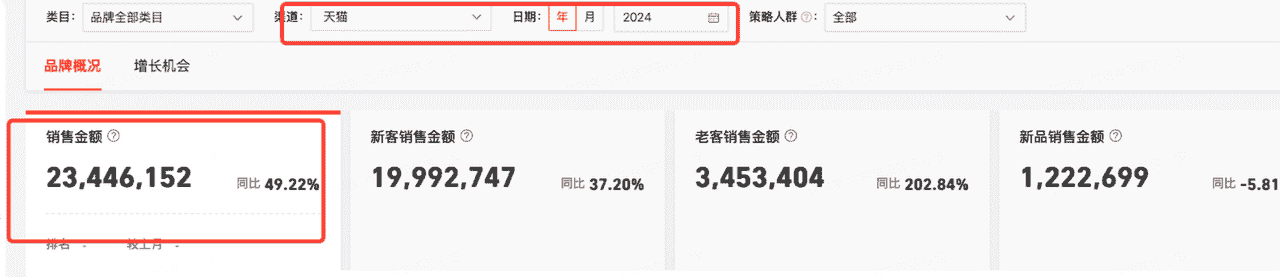 类目: 品牌全部类目 渠道: 天猫 日期: 年 月 2024 策略人群 ? : 全部
品牌概况 增长机会
销售金额 ? 新客销售金额 ? 老客销售金额 ? 新品销售金额 ?
23,446,152 同比 49.22% 19,992,747 同比 37.20% 3,453,404 同比 202.84% 1,222,699 同比 -5.81
排名 - 较上月 -